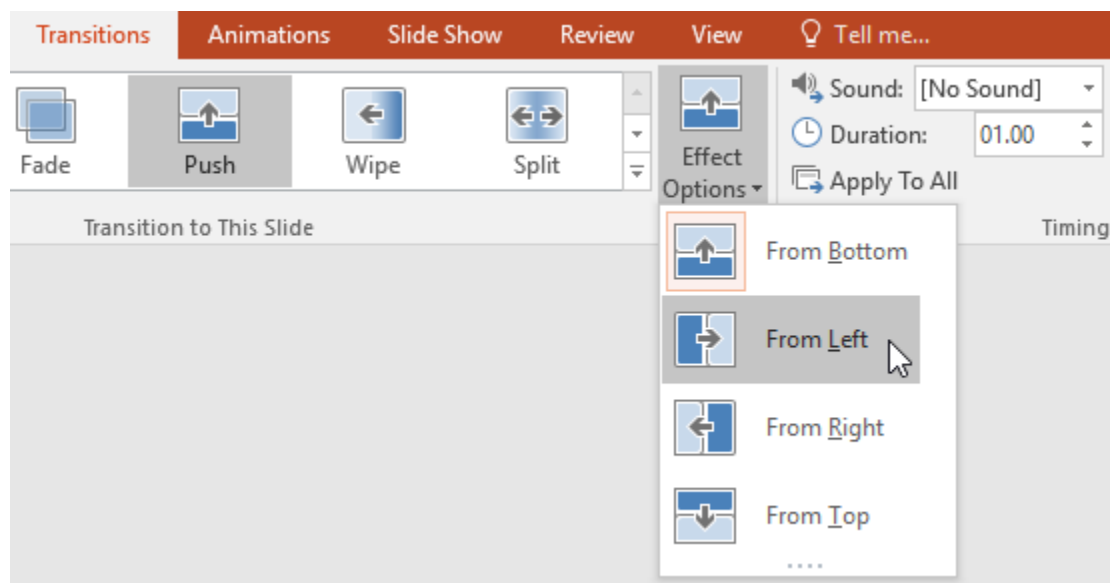 Transitions Animations Slide Show Review View Tell me...
Fade Push Wipe Split
Effect
Options
Sound: [No Sound]
Duration: 01.00
Apply To All
Transition to This Slide
Timing
From Bottom
From Left
From Right
From Top